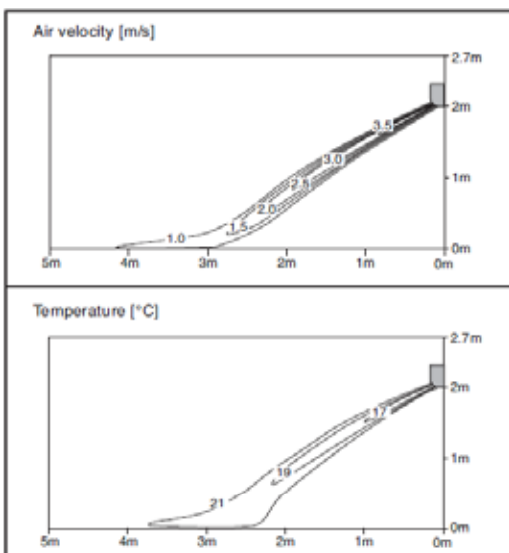 Air velocity [m/s]
2.7m
2m
3.5
3.0
2.5
1m
2.0
1.5
1.0
0m
5m 4m 3m 2m 1m 0m
Temperature [°C]
2.7m
2m
17
1m
19
21
0m
5m 4m 3m 2m 1m 0m